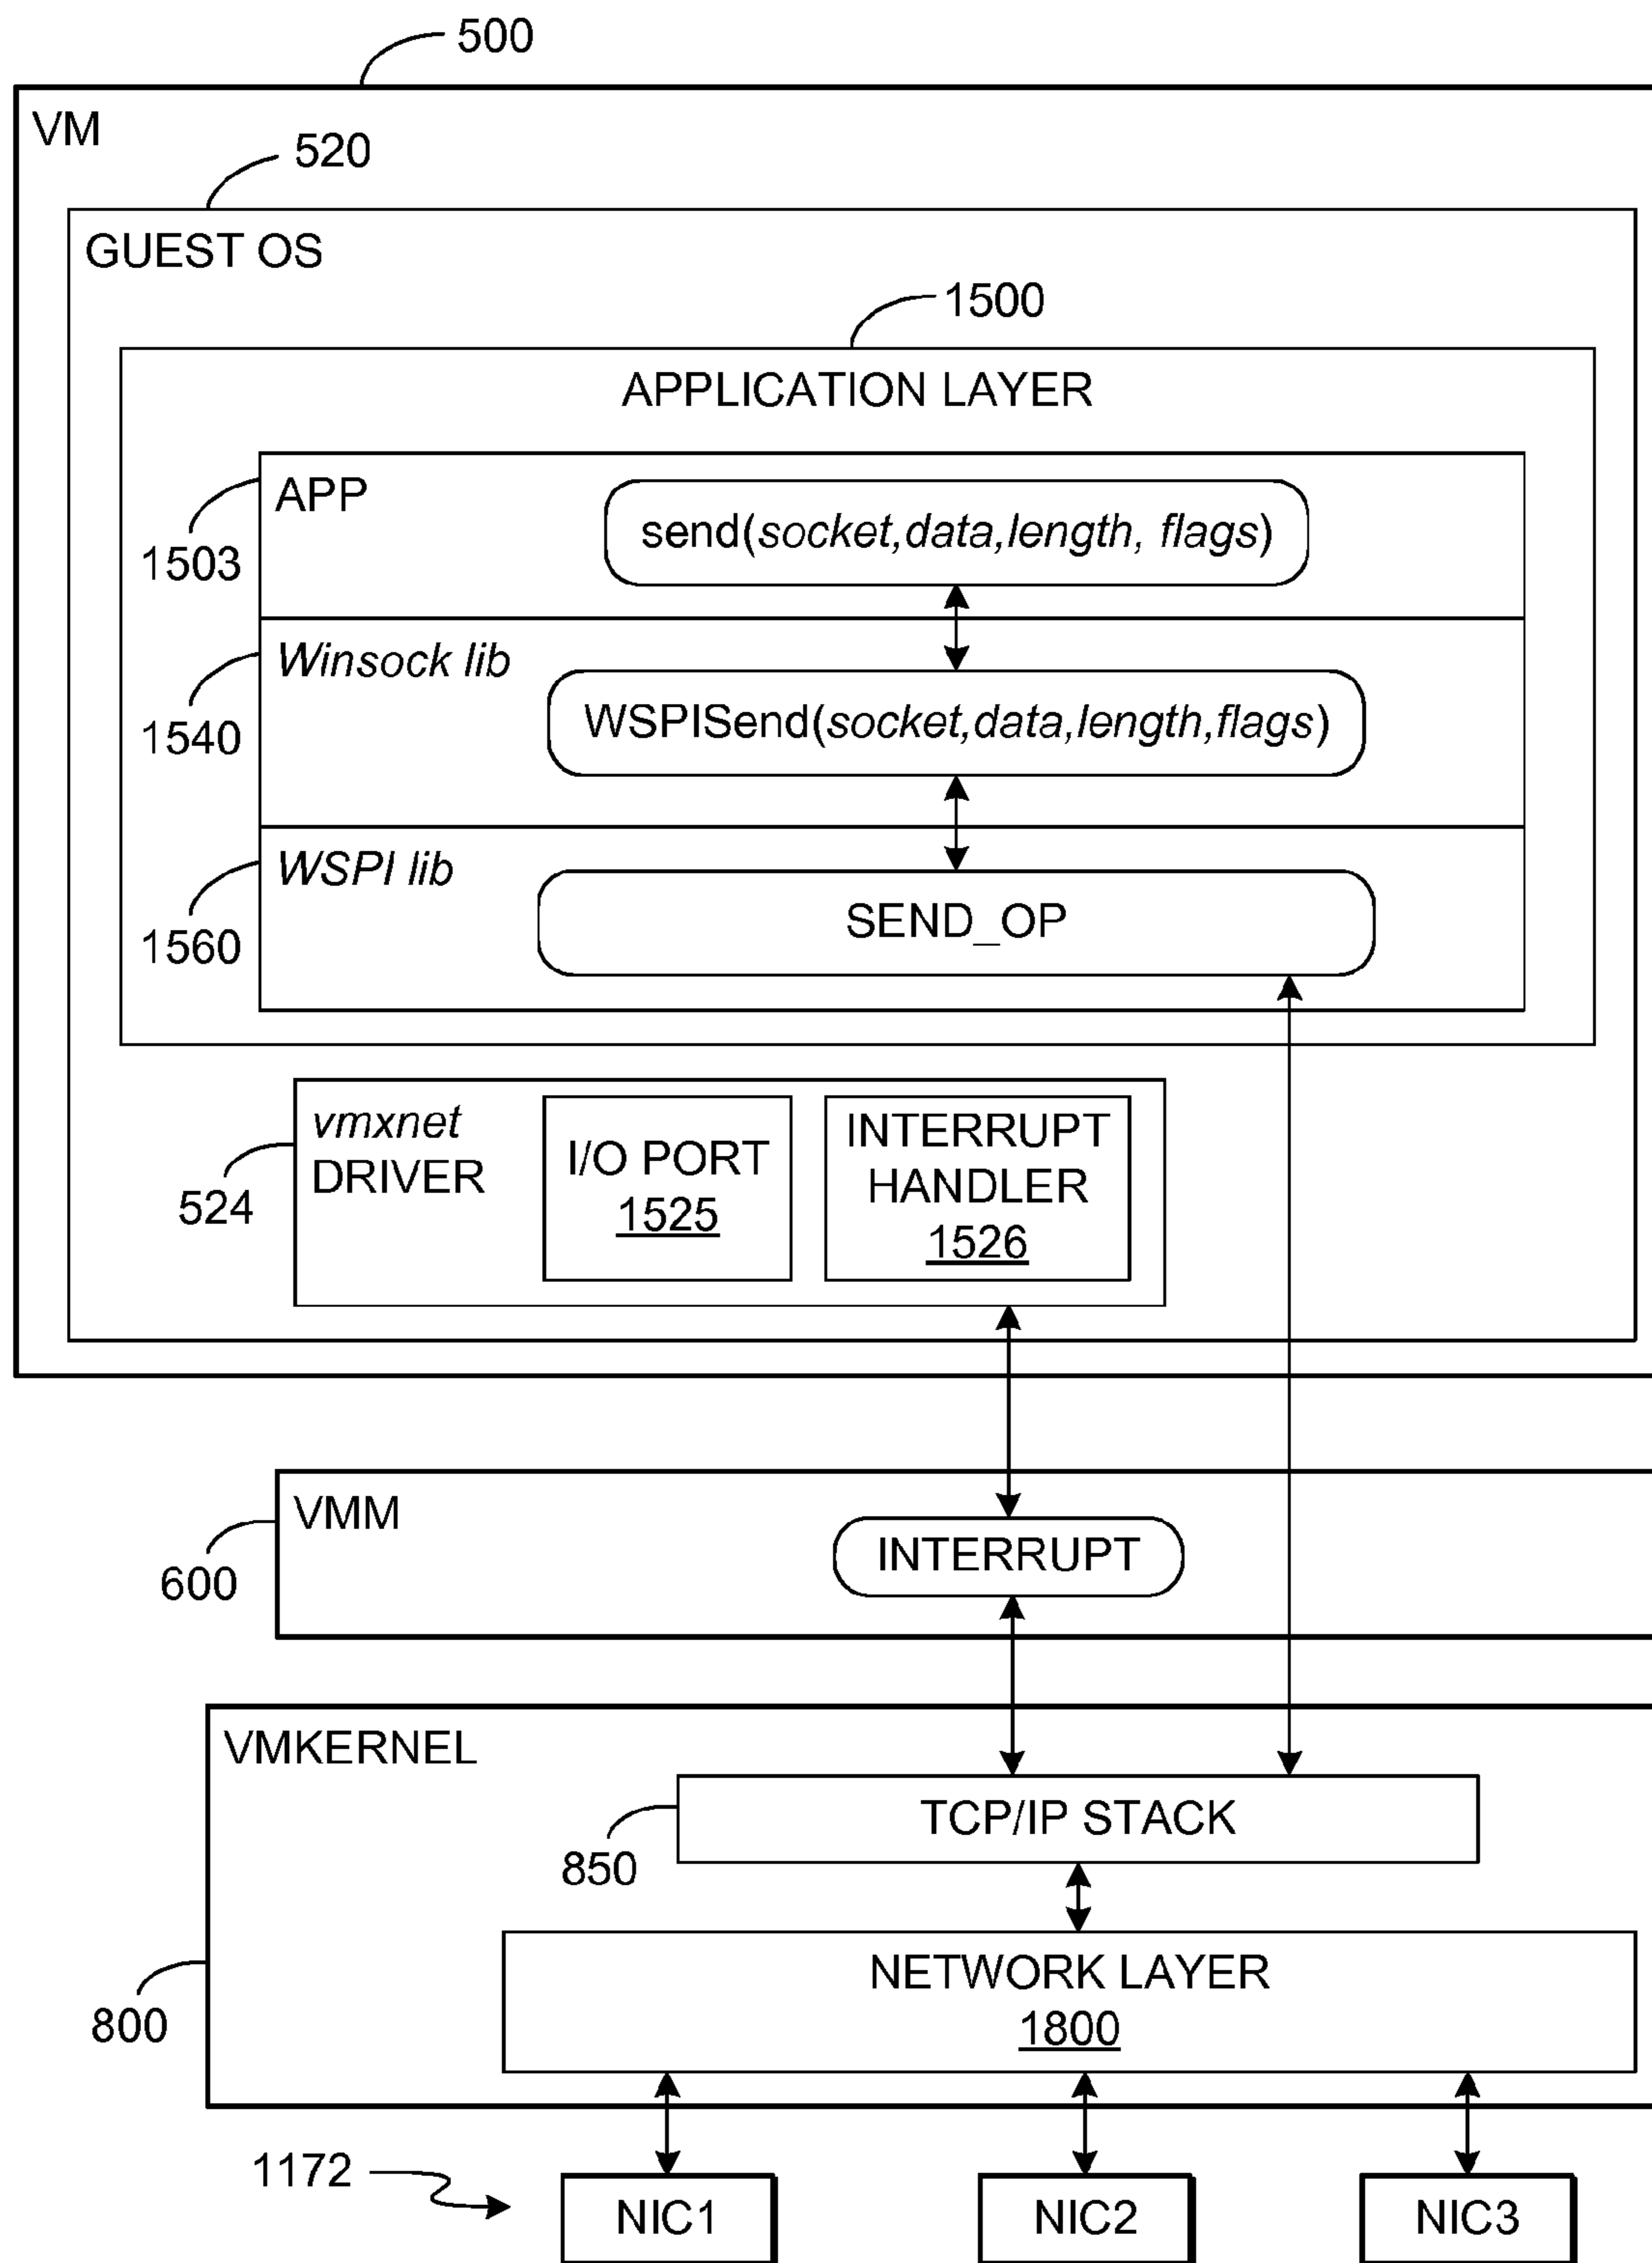 500
VM
520
GUEST OS
1500
APPLICATION LAYER
APP
send(socket,data,length, flags)
1503
Winsock lib
WSPISend(socket,data,length,flags)
1540
WSPI lib
SEND_OP
1560
vmxnet
DRIVER
524
I/O PORT
1525
INTERRUPT
HANDLER
1526
VMM
INTERRUPT
600
VMKERNEL
TCP/IP STACK
850
NETWORK LAYER
1800
800
1172
NIC1
NIC2
NIC3